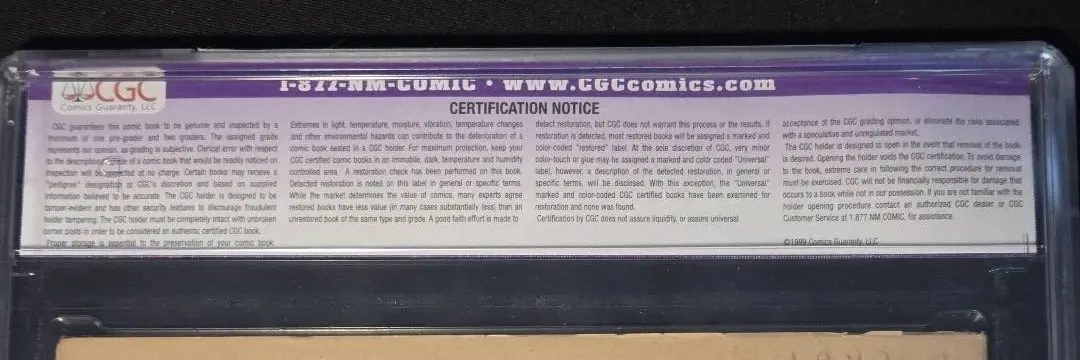 CGC
Comics Guaranty, LLC
1-877-NM-COMIC • www.CGCcomics.com
CERTIFICATION NOTICE
CGC guarantees this comic book to be genuine and inspected by a
minimum of one pre-grader and two graders. The assigned grade
represents our opinion, as grading is subjective. Clerical error with respect
to the description or grade of a comic book that would be readily noticed on
inspection will be corrected at no charge. Certain books may receive a
"pedigree" designation at CGC's discretion and based on supplied
information believed to be accurate. The CGC holder is designed to be
tamper-evident and has other security features to discourage fraudulent
holder tampering. The CGC holder must be completely intact with unbroken
corner posts in order to be considered an authentic certified CGC book.
Proper storage is essential to the preservation of your comic book.
Extremes in light, temperature, moisture, vibration, temperature changes
and other environmental hazards can contribute to the deterioration of a
comic book sealed in a CGC holder. For maximum protection, keep your
CGC certified comic books in an immobile, dark, temperature and humidity
controlled area. A restoration check has been performed on this book.
Detected restoration is noted on this label in general or specific terms.
While the market determines the value of comics, many experts agree
restored books have less value (in many cases substantially less) than an
unrestored book of the same type and grade. A good faith effort is made to
detect restoration, but CGC does not warrant this process or the results. If
restoration is detected, most restored books will be assigned a marked and
color-coded "restored" label. At the sole discretion of CGC, very minor
color-touch or glue may be assigned a marked and color coded "Universal"
label, however, a description of the detected restoration, in general or
specific terms, will be disclosed. With this exception, the "Universal"
marked and color-coded CGC certified books have been examined for
restoration and none was found.
Certification by CGC does not assure liquidity, or assure universal
acceptance of the CGC grading opinion, or eliminate the risks associated
with a speculative and unregulated market.
The CGC holder is designed to open in the event that removal of the book
is desired. Opening the holder voids the CGC certification. To avoid damage
to the book, extreme care in following the correct procedure for removal
must be exercised. CGC will not be financially responsible for damage that
occurs to a book while not in our possession. If you are not familiar with the
holder opening procedure contact an authorized CGC dealer or CGC
Customer Service at 1.877.NM.COMIC, for assistance.
©1999 Comics Guaranty, LLC